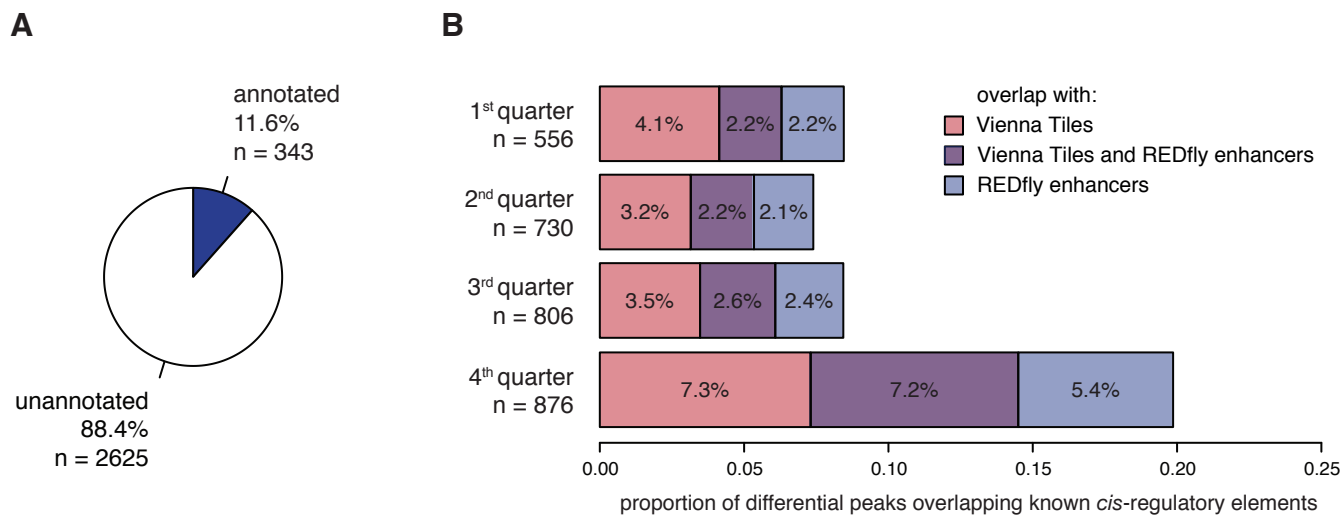 A
annotated
11.6%
n = 343
unannotated
88.4%
n = 2625
B
1st quarter
n = 556
4.1%
2.2%
2.2%
2nd quarter
n = 730
3.2%
2.2%
2.1%
3rd quarter
n = 806
3.5%
2.6%
2.4%
4th quarter
n = 876
7.3%
7.2%
5.4%
overlap with:
Vienna Tiles
Vienna Tiles and REDfly enhancers
REDfly enhancers
0.00 0.05 0.10 0.15 0.20 0.25
proportion of differential peaks overlapping known cis-regulatory elements